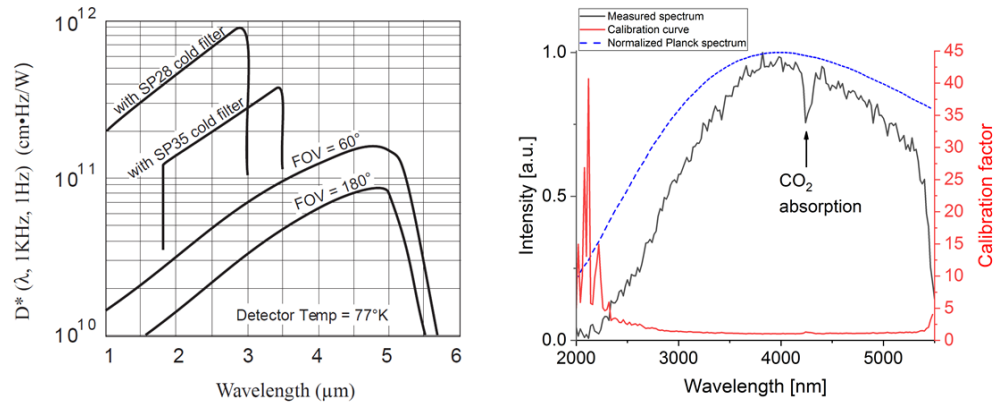 D* (λ, 1KHz, 1Hz) (cm•Hz/W)
10¹²
10¹¹
10¹⁰
with SP28 cold filter
with SP35 cold filter
FOV = 60°
FOV = 180°
Detector Temp = 77°K
1 2 3 4 5 6
Wavelength (µm)
Measured spectrum
Calibration curve
Normalized Planck spectrum
Intensity [a.u.]
1.0
0.5
0.0
CO₂
absorption
45
40
35
30
25
20
15
10
5
0
Calibration factor
2000 3000 4000 5000
Wavelength [nm]